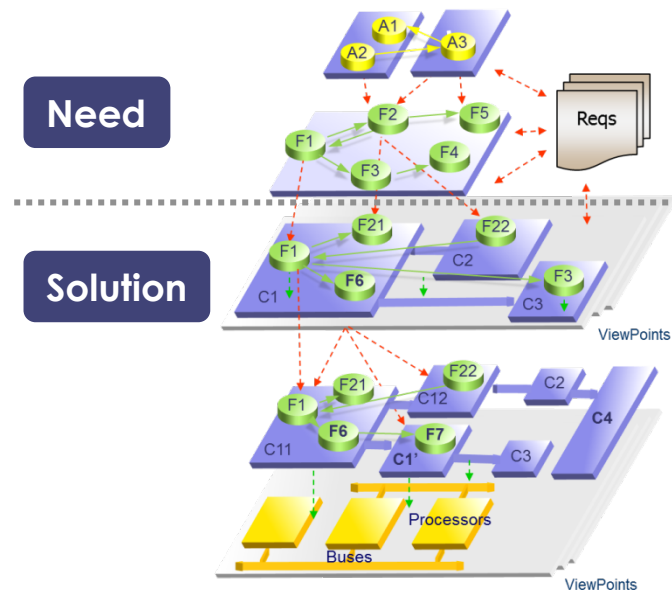 A1
A2
A3
Need
Reqs
F2
F5
F1
F4
F3
F21
F22
F1
C2
Solution
F6
F3
C1
C3
ViewPoints
F21
F22
C2
F1
C12
C4
F6
F7
C11
C1’
C3
Processors
Buses
ViewPoints